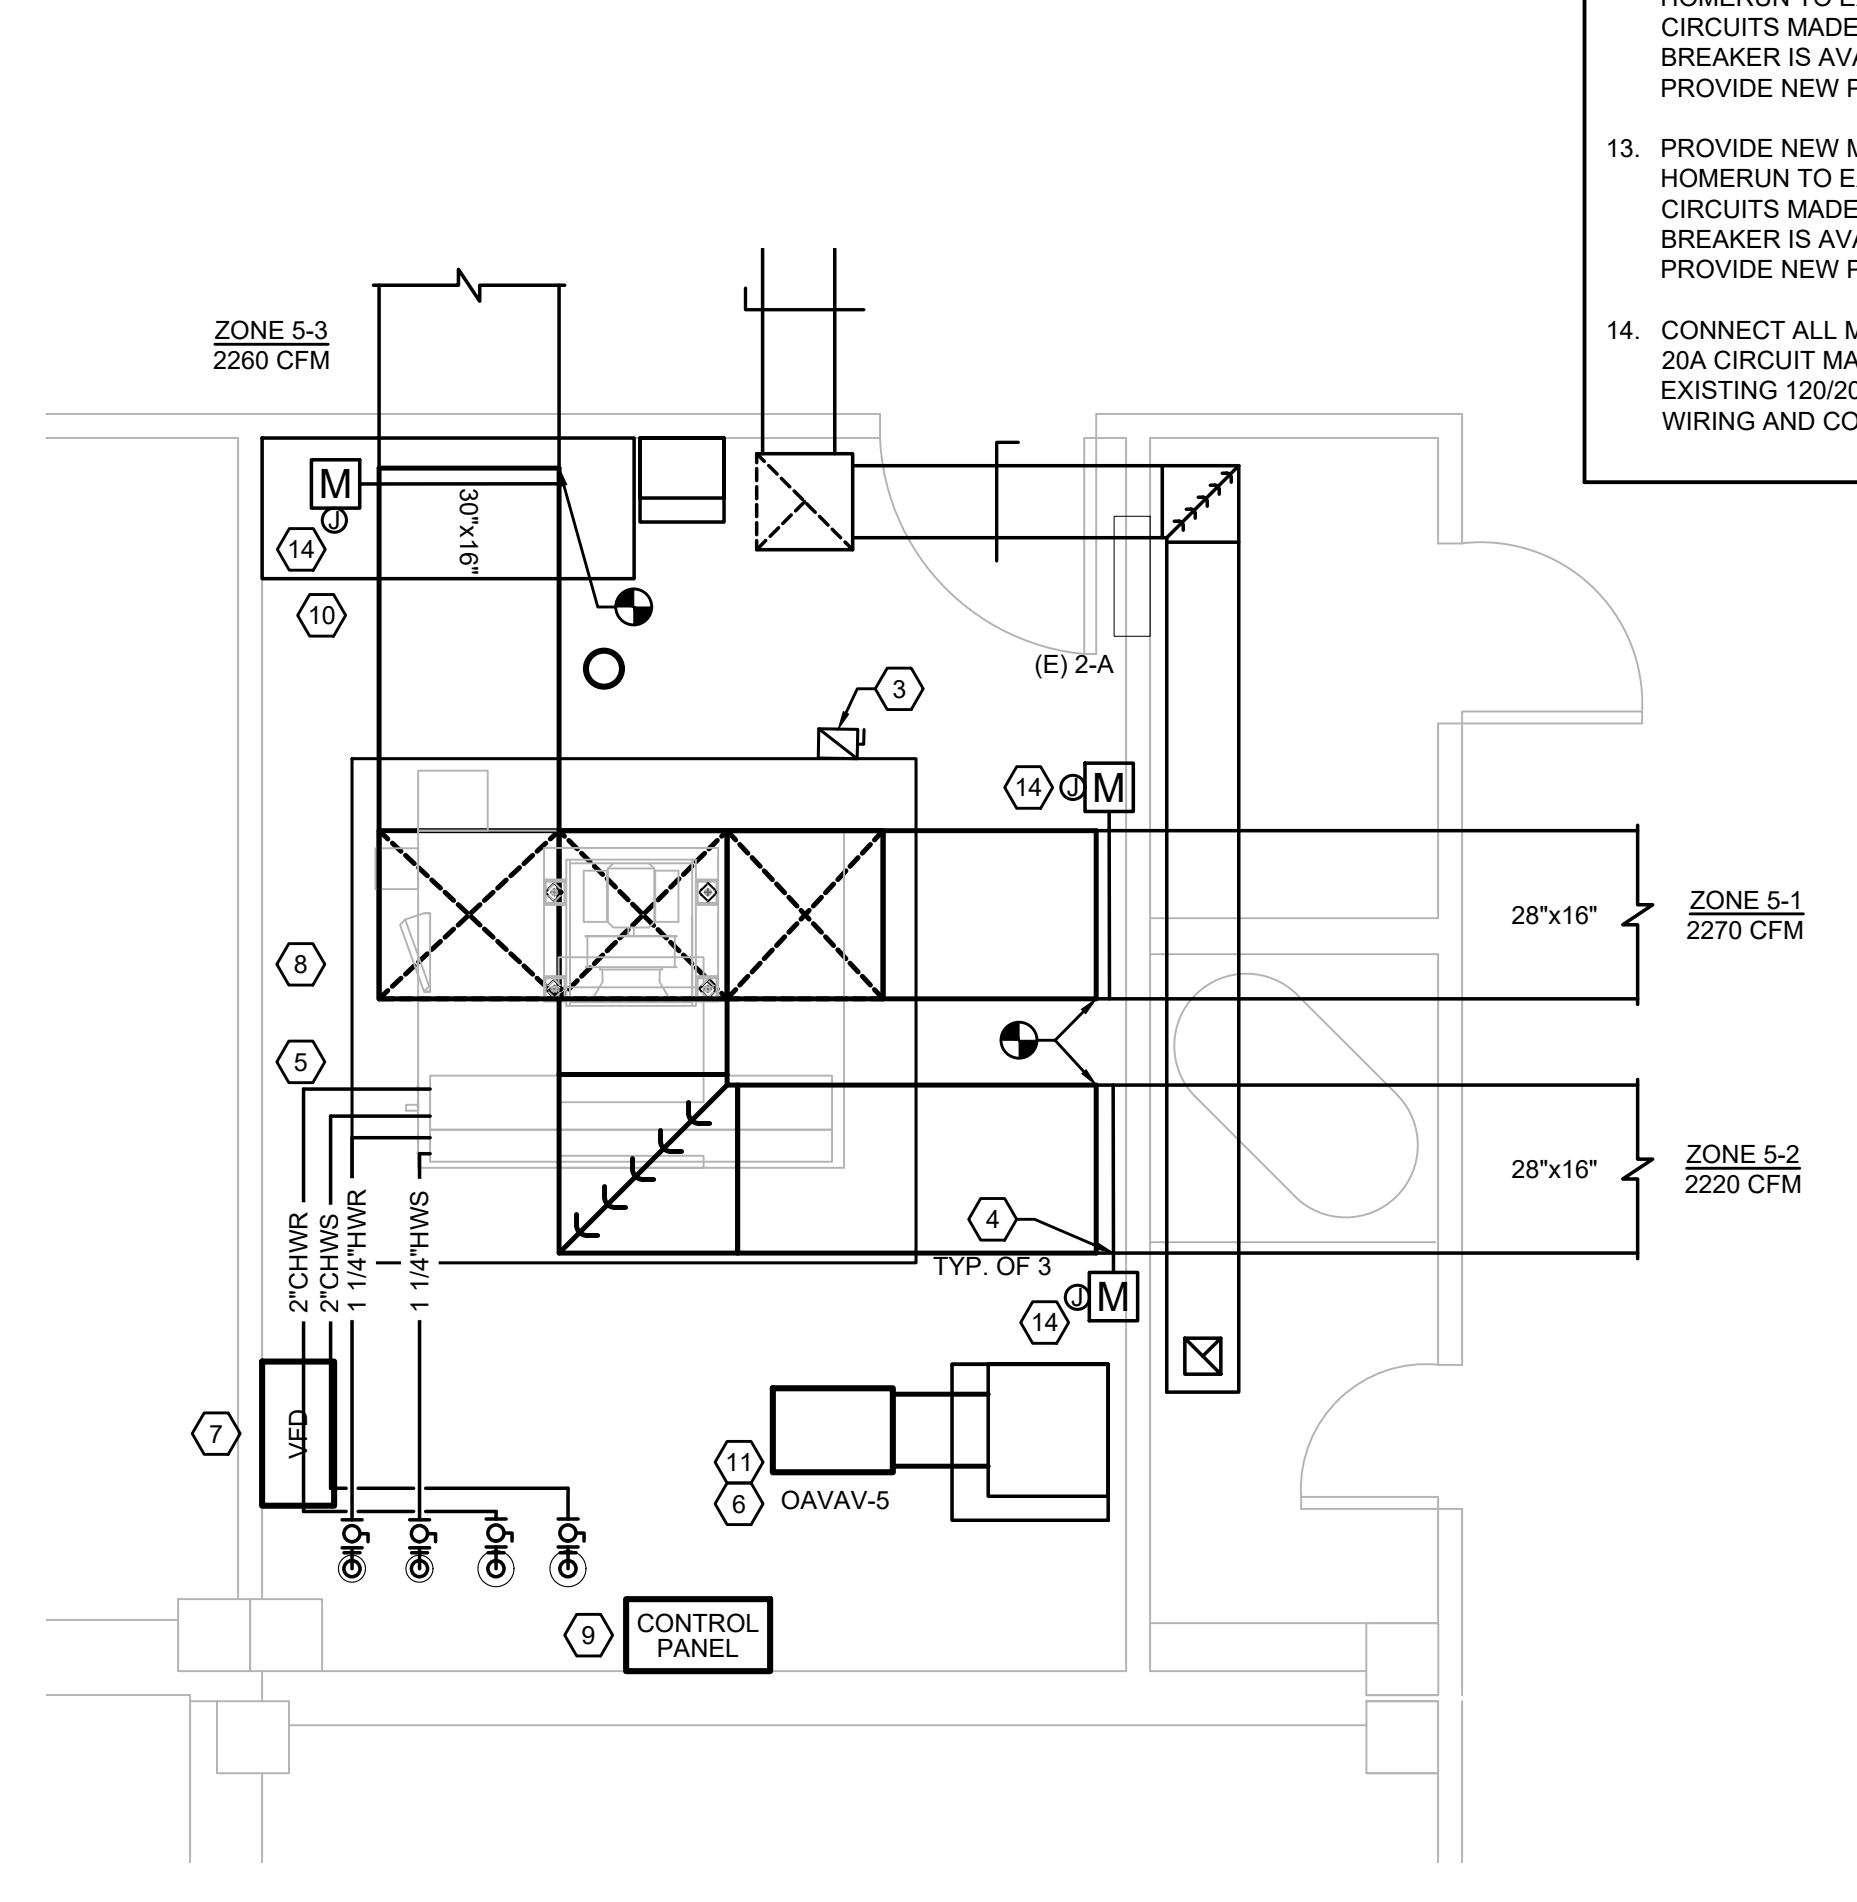 HOMERUN TO E
CIRCUITS MADE
BREAKER IS AVA
PROVIDE NEW P
13. PROVIDE NEW M
HOMERUN TO E
CIRCUITS MADE
BREAKER IS AVA
PROVIDE NEW P
14. CONNECT ALL M
20A CIRCUIT MA
EXISTING 120/20
WIRING AND CO
ZONE 5-3
2260 CFM
M
J
14
30"x16"
10
(E) 2-A
3
14
J
M
28"x16"
ZONE 5-1
2270 CFM
8
5
28"x16"
ZONE 5-2
2220 CFM
4
TYP. OF 3
J
M
14
2"CHWR
2"CHWS
1 1/4"HWR
1 1/4"HWS
7
VFD
11
6
OAVAV-5
9
CONTROL
PANEL